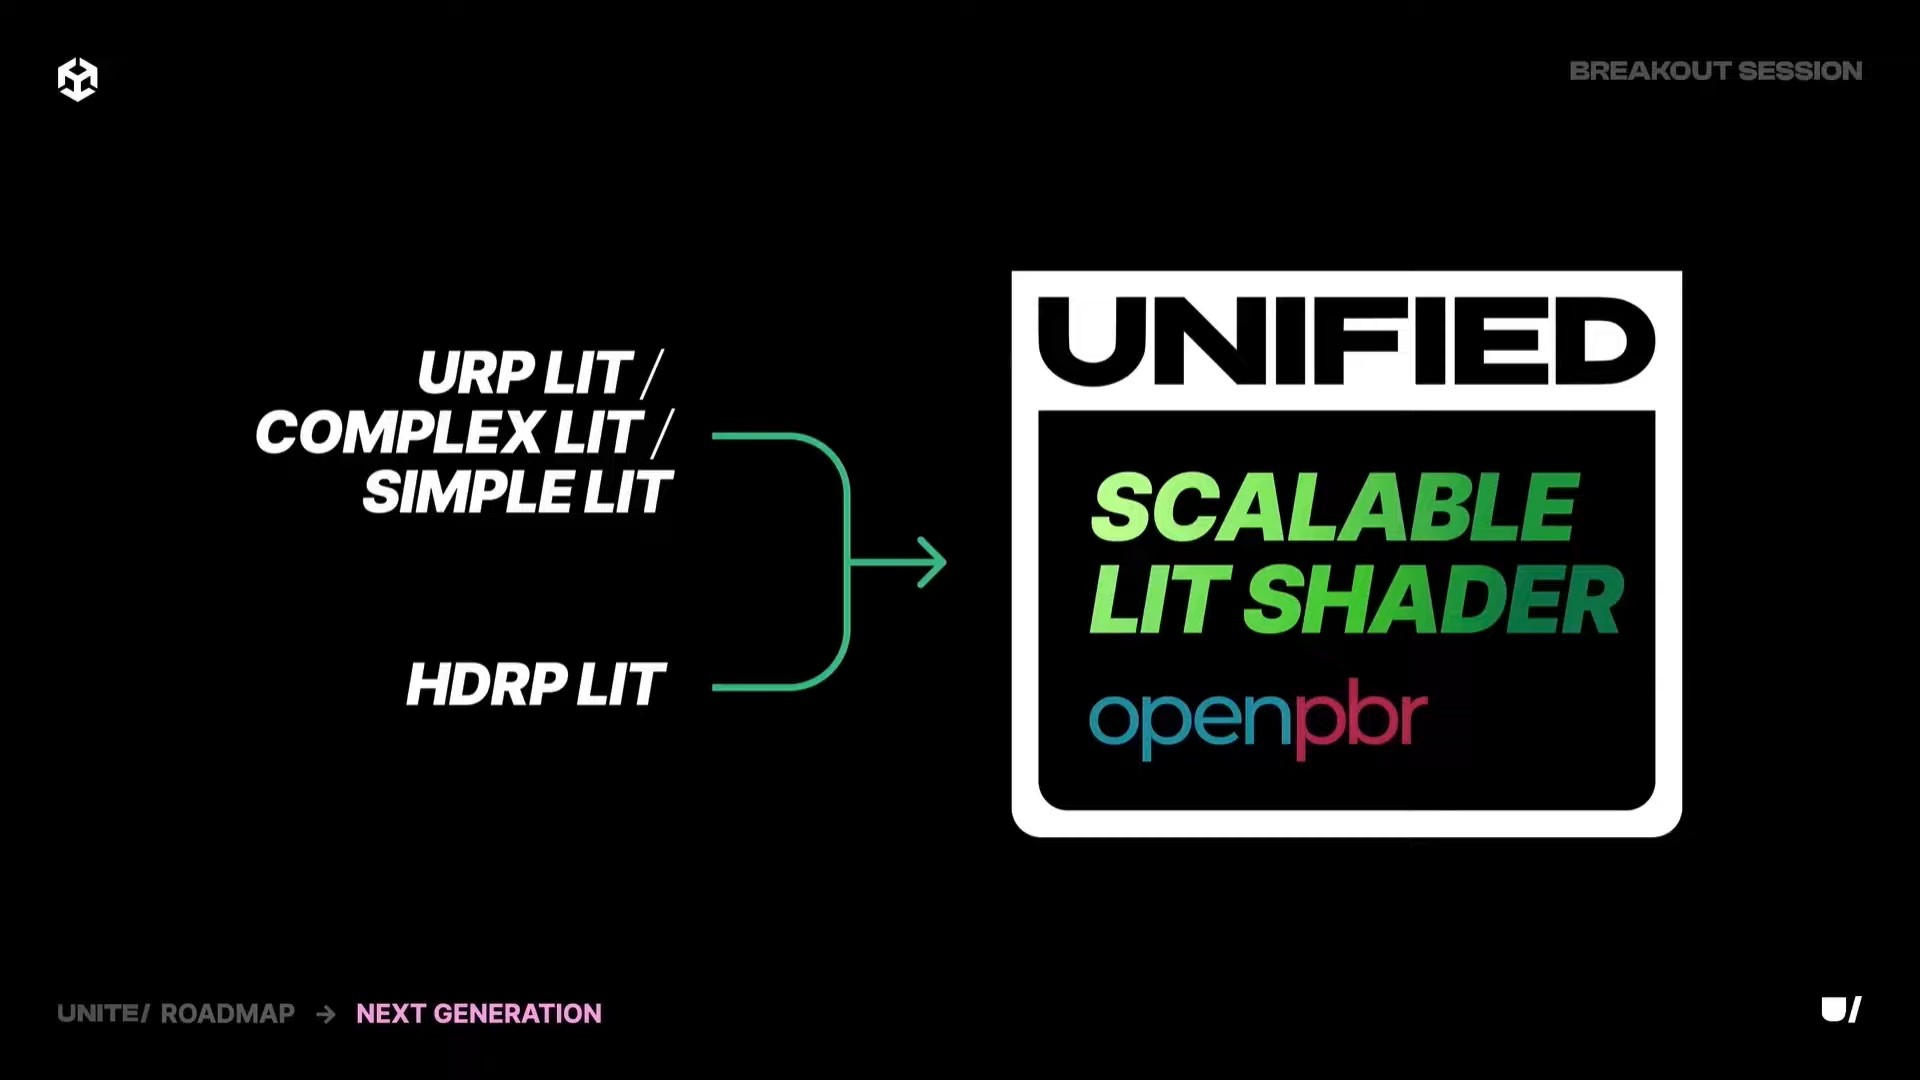 BREAKOUT SESSION
URP LIT /
COMPLEX LIT /
SIMPLE LIT
HDRP LIT
UNIFIED
SCALABLE
LIT SHADER
openpbr
UNITE/ ROADMAP → NEXT GENERATION
U/